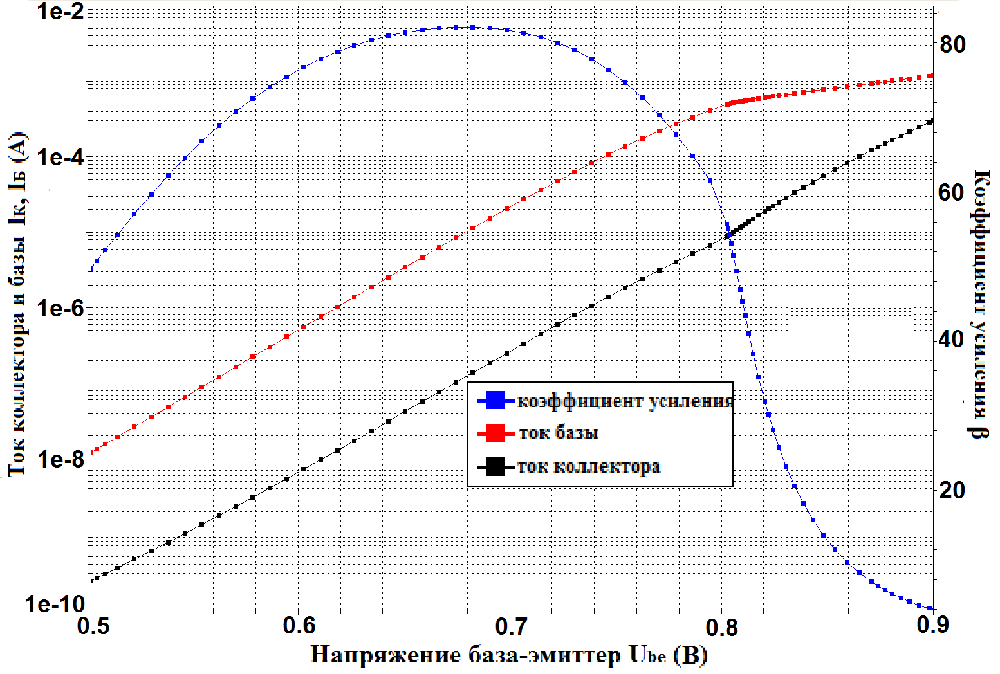 1e-2
1e-4
1e-6
1e-8
1e-10
Ток коллектора и базы Iк, Iб (А)
80
60
40
20
Коэффициент усиления β
коэффициент усиления
ток базы
ток коллектора
0.5 0.6 0.7 0.8 0.9
Напряжение база-эмиттер Ube (В)